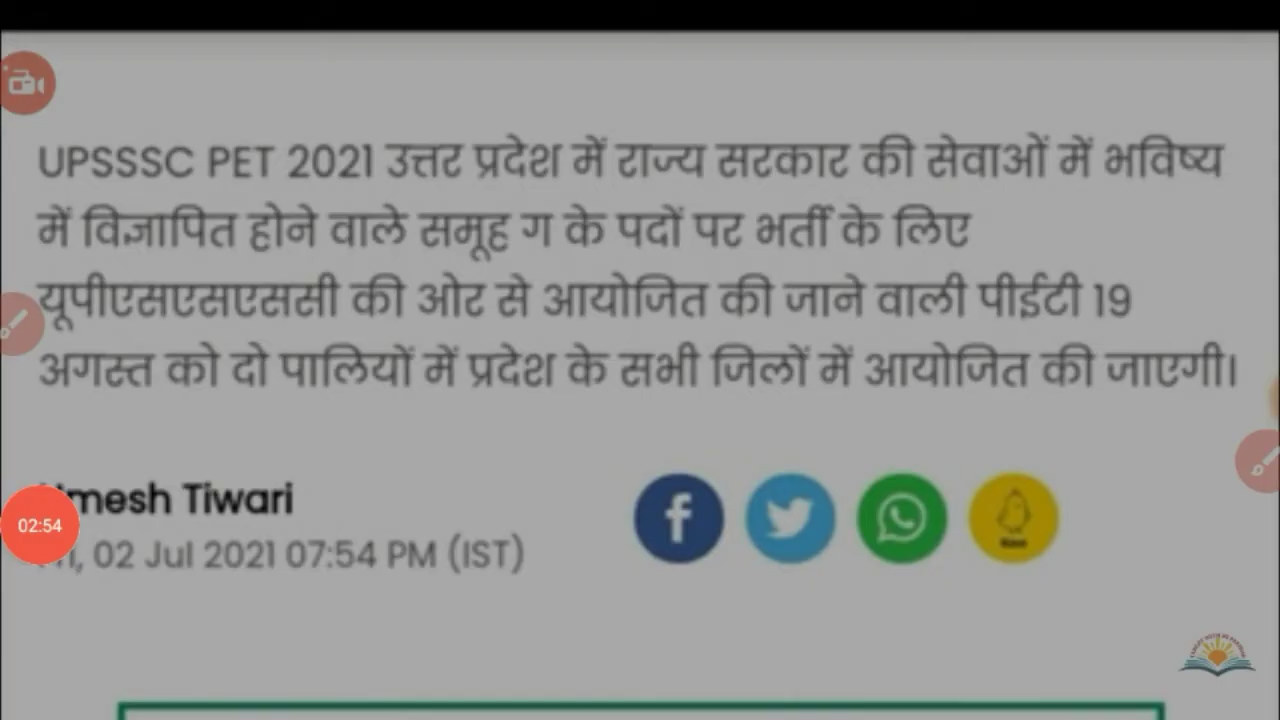 UPSSSC PET 2021 उत्तर प्रदेश में राज्य सरकार की सेवाओं में भविष्य
में विज्ञापित होने वाले समूह ग के पदों पर भर्ती के लिए
यूपीएसएसएससी की ओर से आयोजित की जाने वाली पीईटी 19
अगस्त को दो पालियों में प्रदेश के सभी जिलों में आयोजित की जाएगी।
Tiwari
02:54
02 Jul 2021 07:54 PM (IST)